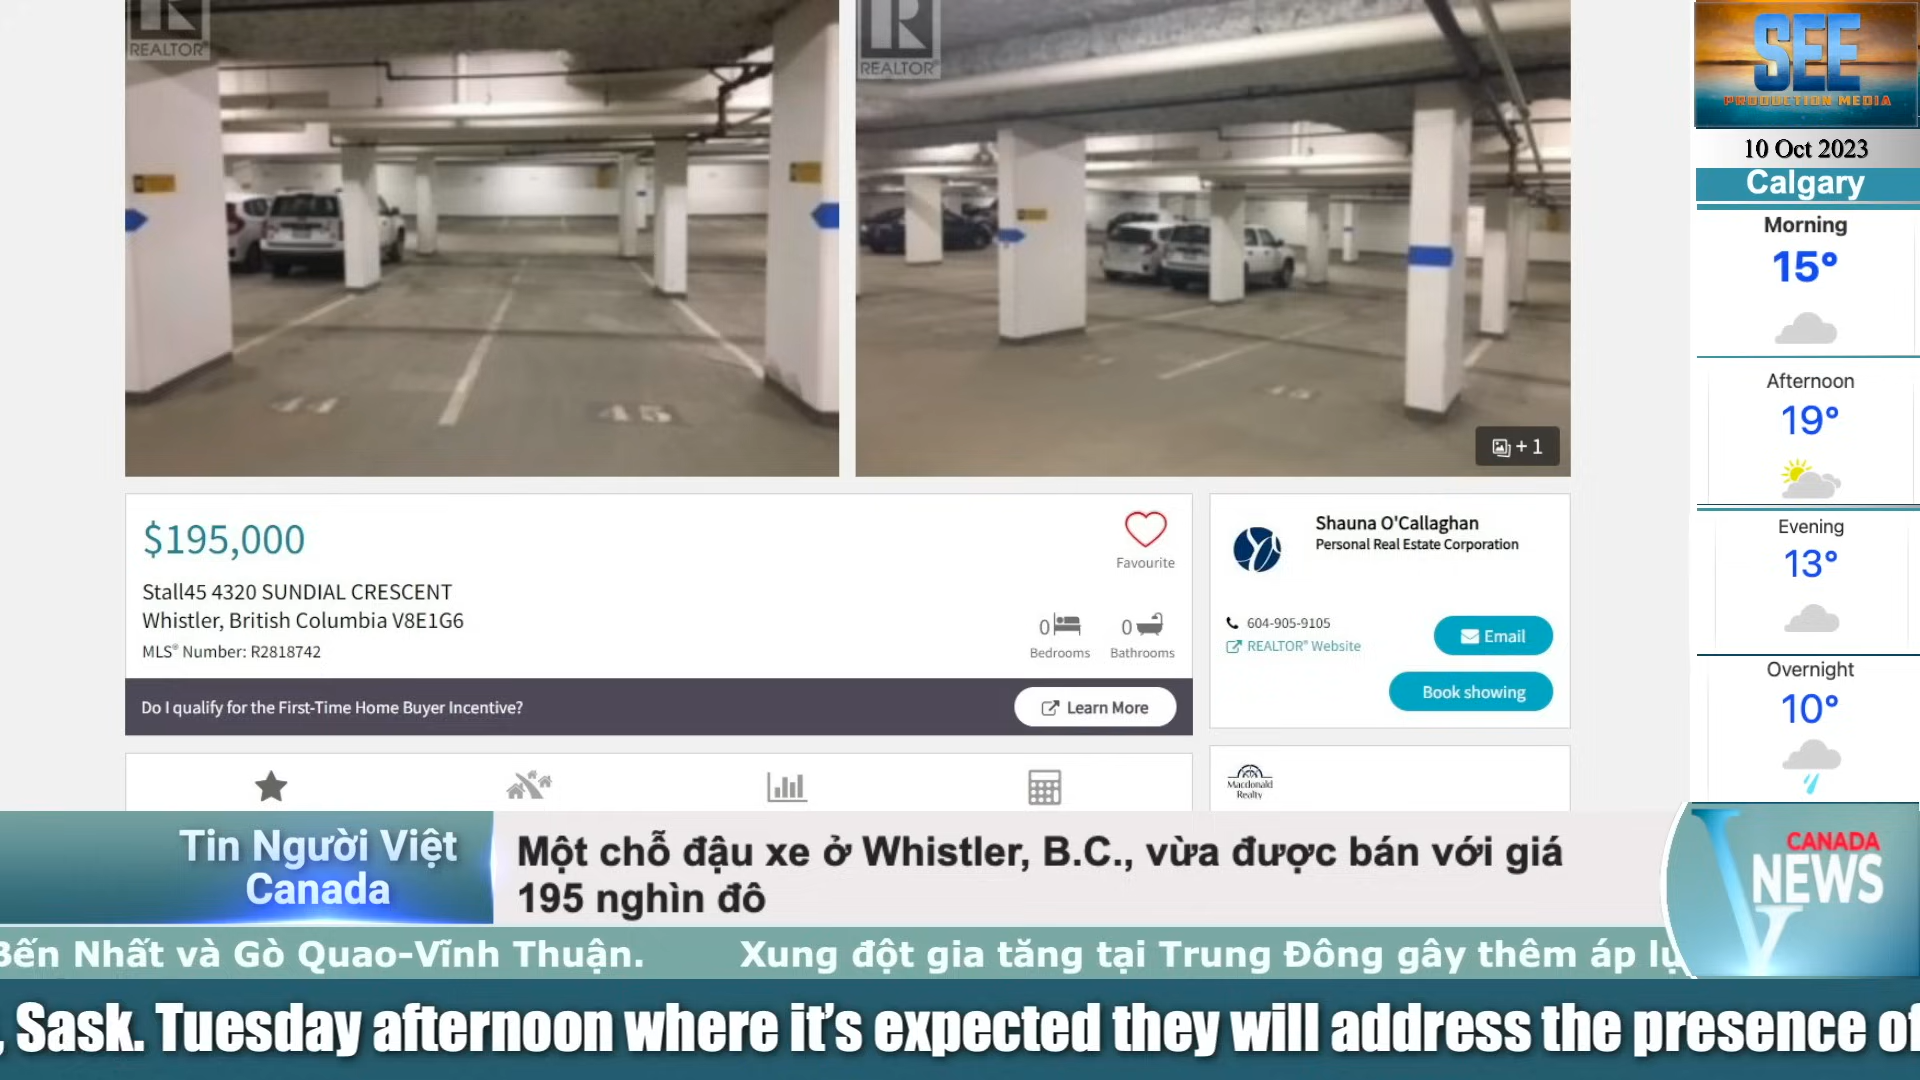 REALTOR®
REALTOR®
44
45
45
+ 1
$195,000
Favourite
Stall45 4320 SUNDIAL CRESCENT
Whistler, British Columbia V8E1G6
MLS® Number: R2818742
0
0
Bedrooms
Bathrooms
Do I qualify for the First-Time Home Buyer Incentive?
Learn More
Shauna O'Callaghan
Personal Real Estate Corporation
604-905-9105
REALTOR® Website
Email
Book showing
Macdonald
Realty
SEE
PRODUCTION MEDIA
10 Oct 2023
Calgary
Morning
15°
Afternoon
19°
Evening
13°
Overnight
10°
Tin Người Việt
Canada
Một chỗ đậu xe ở Whistler, B.C., vừa được bán với giá
195 nghìn đô
CANADA
NEWS
V
Bến Nhất và Gò Quao-Vĩnh Thuận. Xung đột gia tăng tại Trung Đông gây thêm áp lự
, Sask. Tuesday afternoon where it's expected they will address the presence of